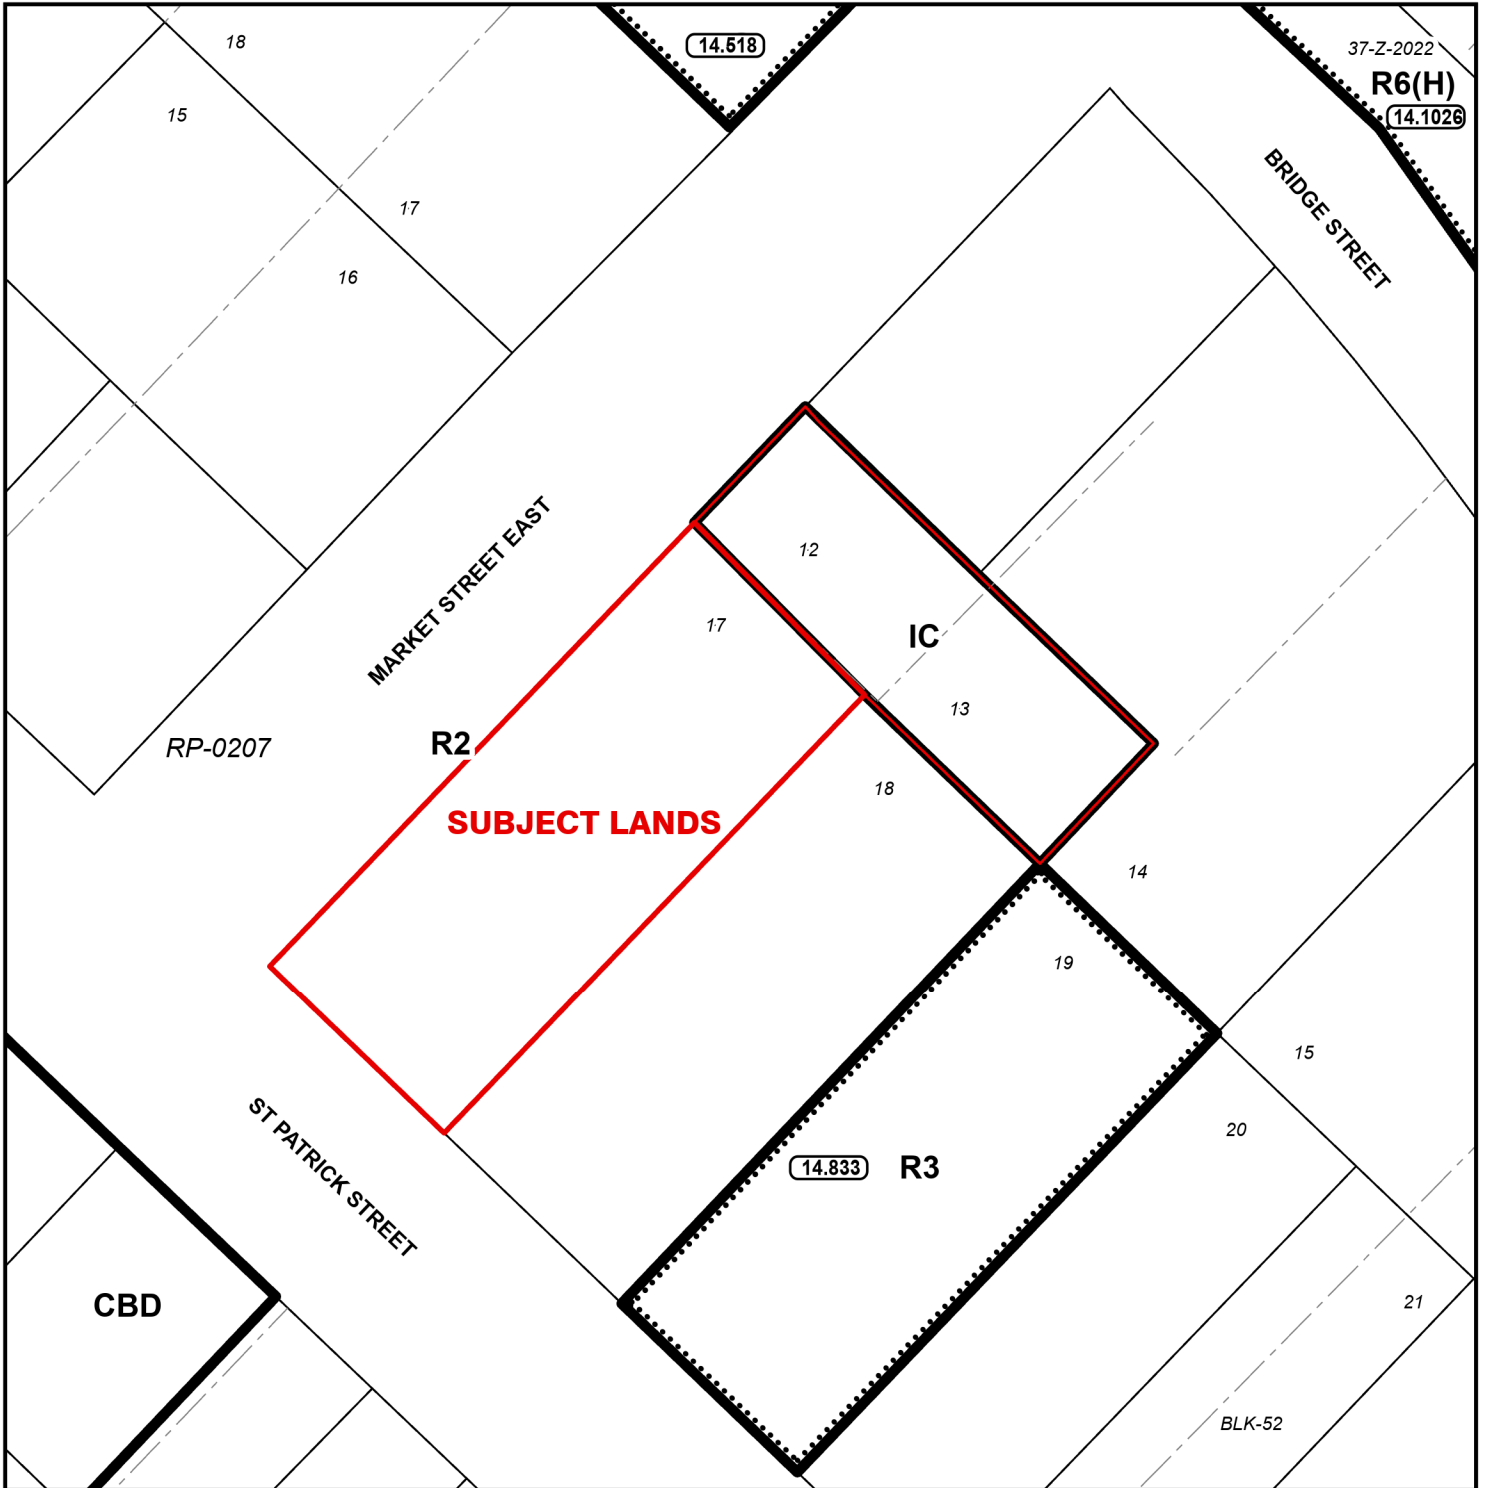 18
14.518
37-Z-2022
R6(H)
14.1026
15
17
BRIDGE STREET
16
MARKET STREET EAST
12
17
IC
13
R2
RP-0207
18
SUBJECT LANDS
14
19
15
20
ST PATRICK STREET
14.833
R3
CBD
21
BLK-52